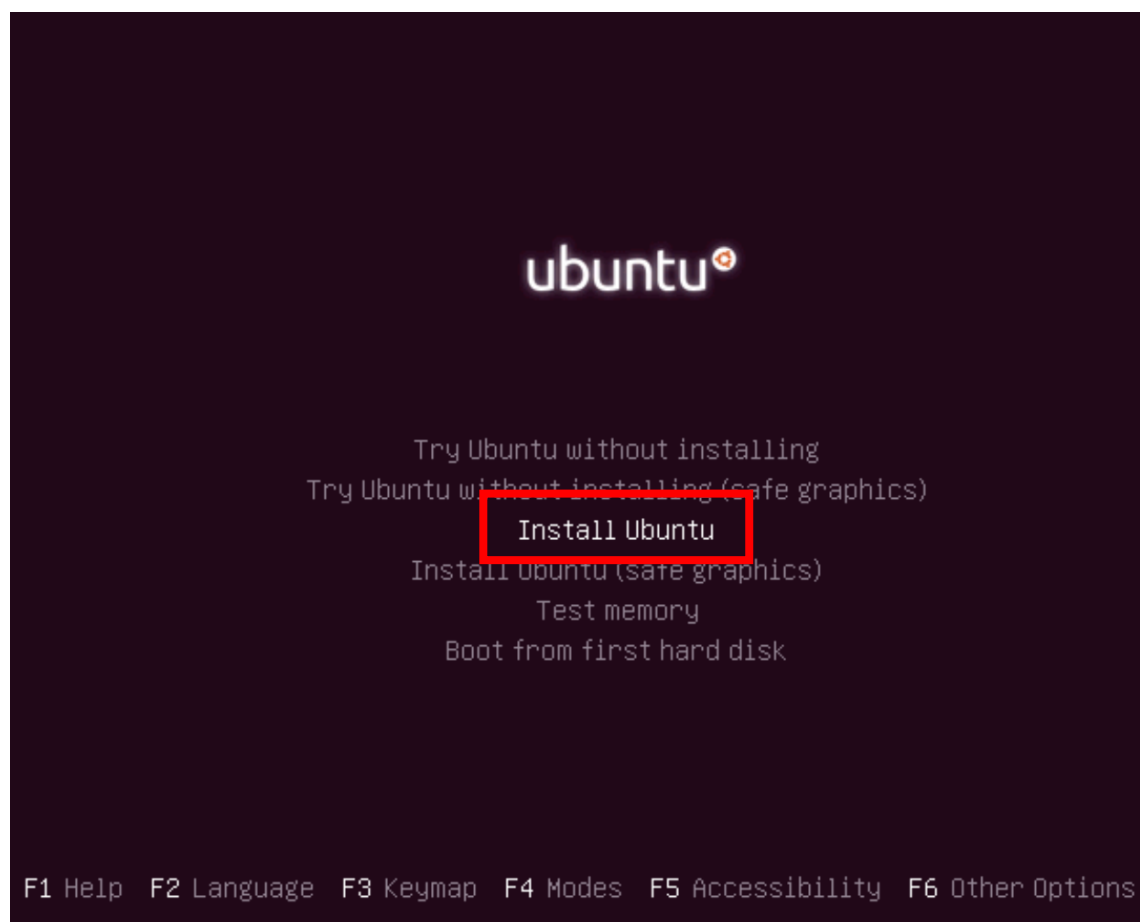 ubuntu
Try Ubuntu without installing
Try Ubuntu without installing (safe graphics)
Install Ubuntu
Install Ubuntu (safe graphics)
Test memory
Boot from first hard disk
F1 Help F2 Language F3 Keymap F4 Modes F5 Accessibility F6 Other Options